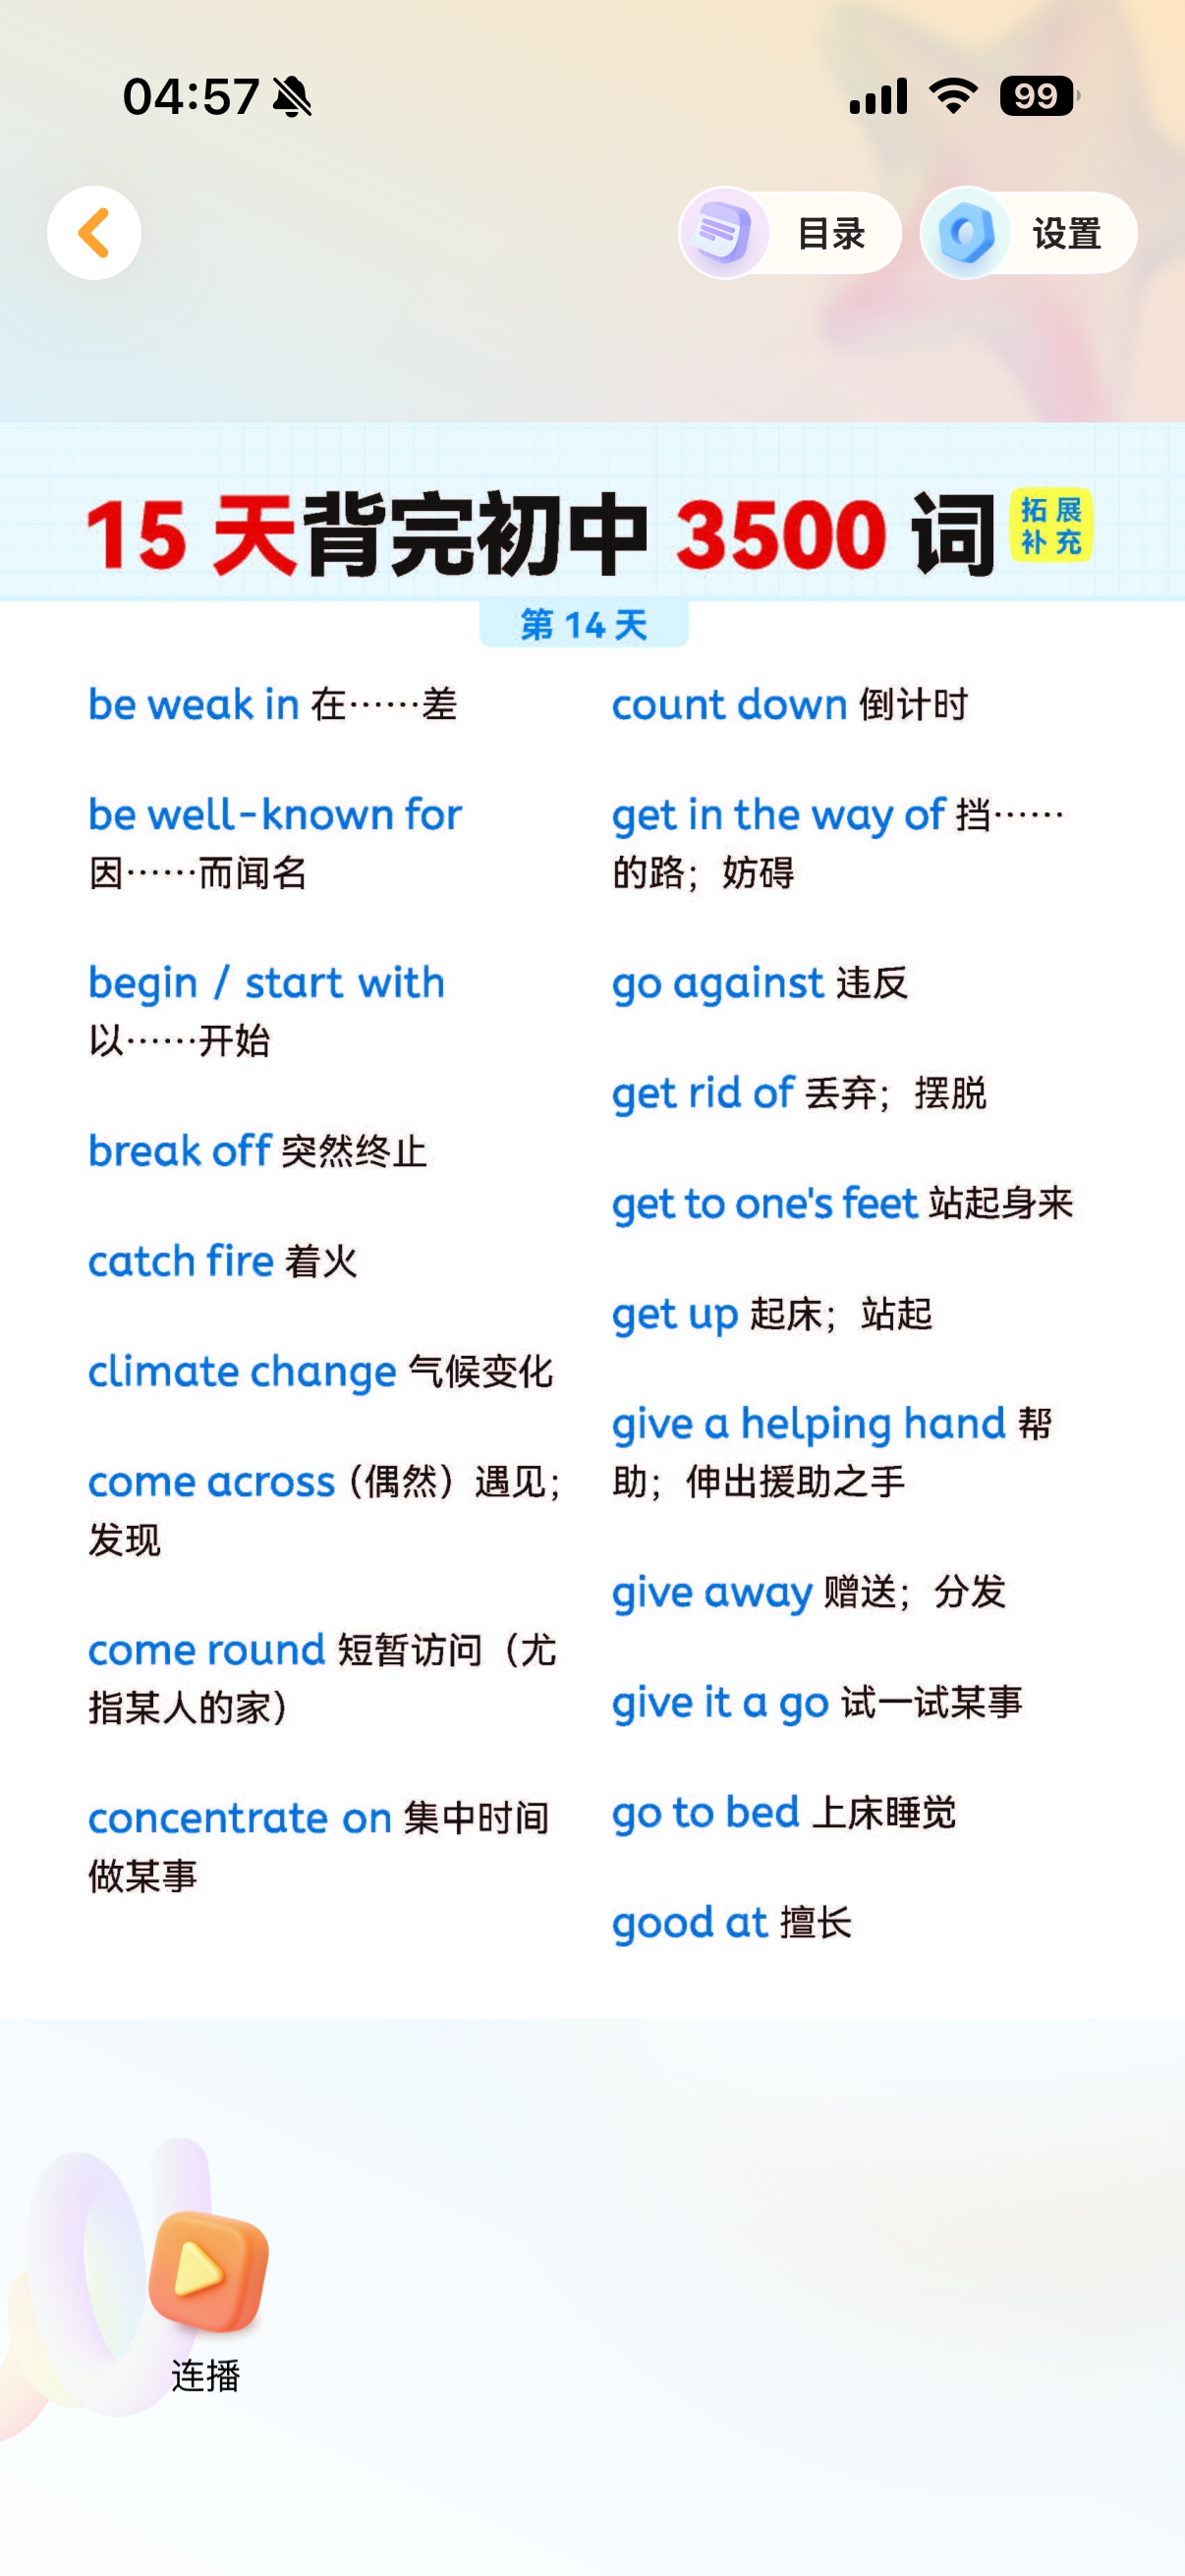 04:57
99
目录
设置
15 天背完初中 3500 词
拓展
补充
第 14 天
be weak in 在……差
be well-known for
因……而闻名
begin / start with
以……开始
break off 突然终止
catch fire 着火
climate change 气候变化
come across（偶然）遇见；
发现
come round 短暂访问（尤
指某人的家）
concentrate on 集中时间
做某事
count down 倒计时
get in the way of 挡……
的路；妨碍
go against 违反
get rid of 丢弃；摆脱
get to one's feet 站起身来
get up 起床；站起
give a helping hand 帮
助；伸出援助之手
give away 赠送；分发
give it a go 试一试某事
go to bed 上床睡觉
good at 擅长
连播